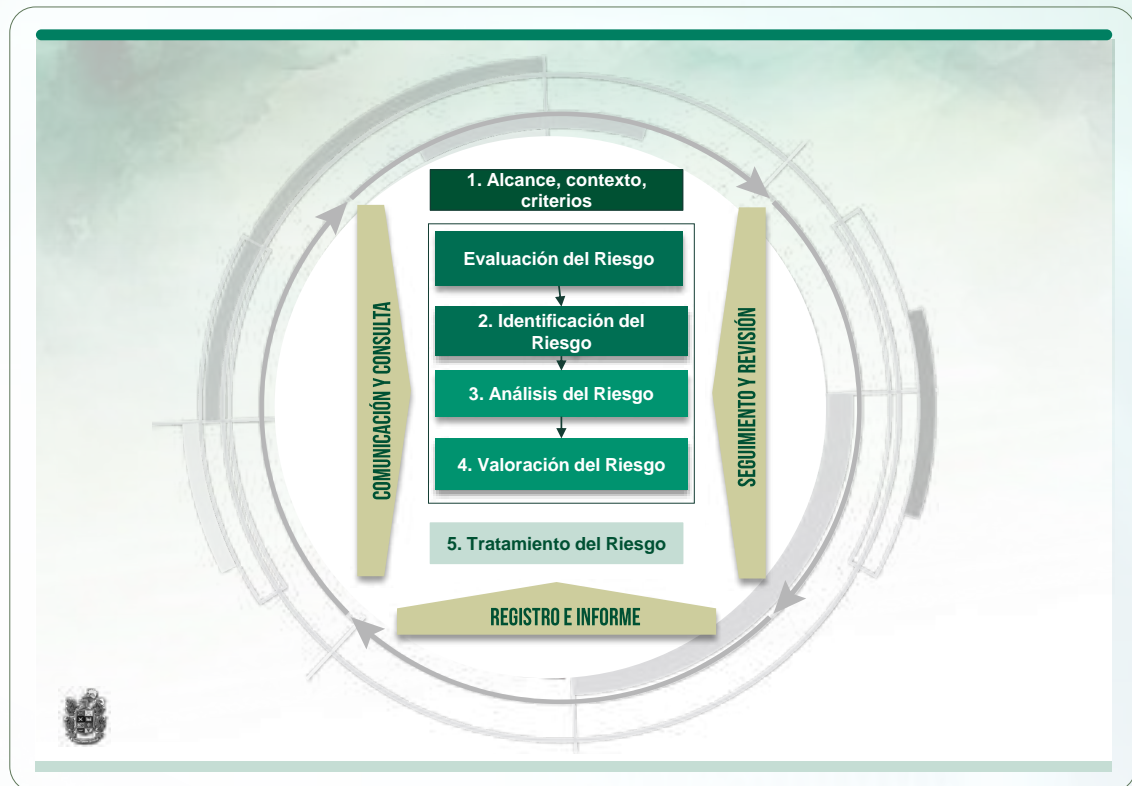 1. Alcance, contexto,
criterios
Evaluación del Riesgo
2. Identificación del
Riesgo
3. Análisis del Riesgo
4. Valoración del Riesgo
5. Tratamiento del Riesgo
COMUNICACIÓN Y CONSULTA
SEGUIMIENTO Y REVISIÓN
REGISTRO E INFORME